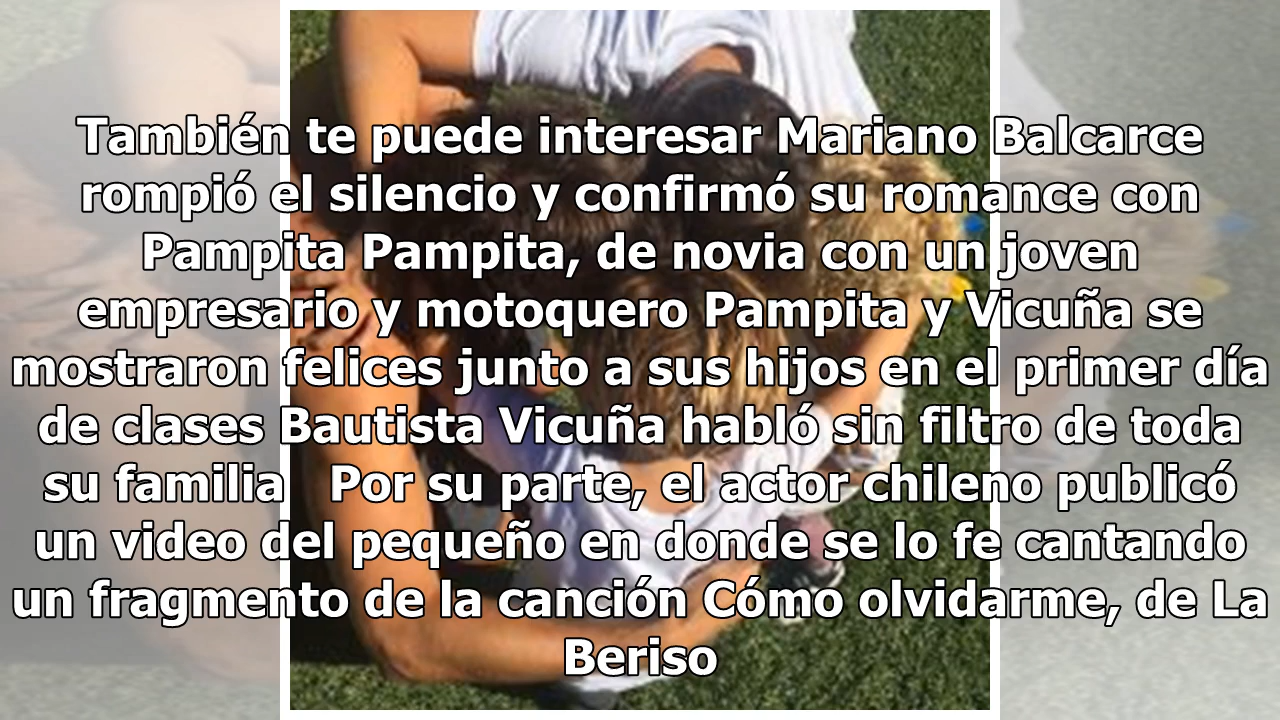 También te puede interesar Mariano Balcarce
rompió el silencio y confirmó su romance con
Pampita Pampita, de novia con un joven
empresario y motoquero Pampita y Vicuña se
mostraron felices junto a sus hijos en el primer día
de clases Bautista Vicuña habló sin filtro de toda
su familia   Por su parte, el actor chileno publicó
un video del pequeño en donde se lo fe cantando
un fragmento de la canción Cómo olvidarme, de La
Beriso